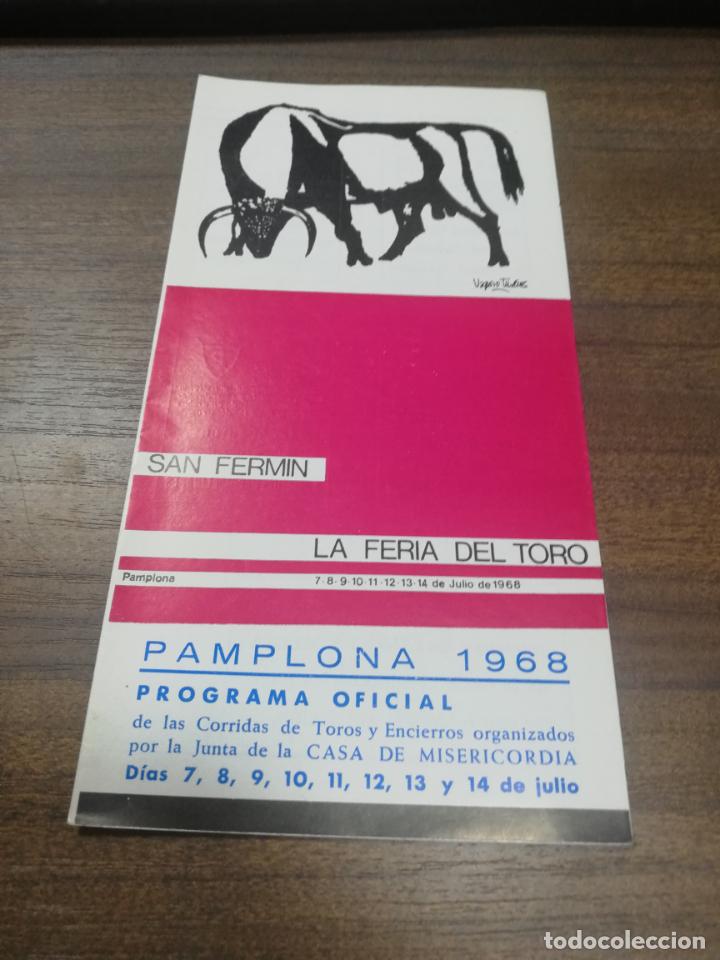 SAN FERMIN
LA FERIA DEL TORO
Pamplona 7-8-9-10-11-12-13-14 de Julio de 1968
PAMPLONA 1968
PROGRAMA OFICIAL
de las Corridas de Toros y Encierros organizados
por la Junta de la CASA DE MISERICORDIA
Días 7, 8, 9, 10, 11, 12, 13 y 14 de julio
todocoleccion